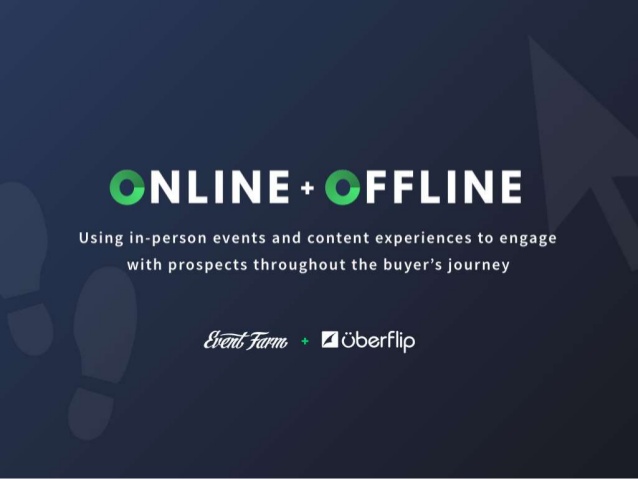 ONLINE + OFFLINE
Using in-person events and content experiences to engage
with prospects throughout the buyer's journey
Event Farm + überflip